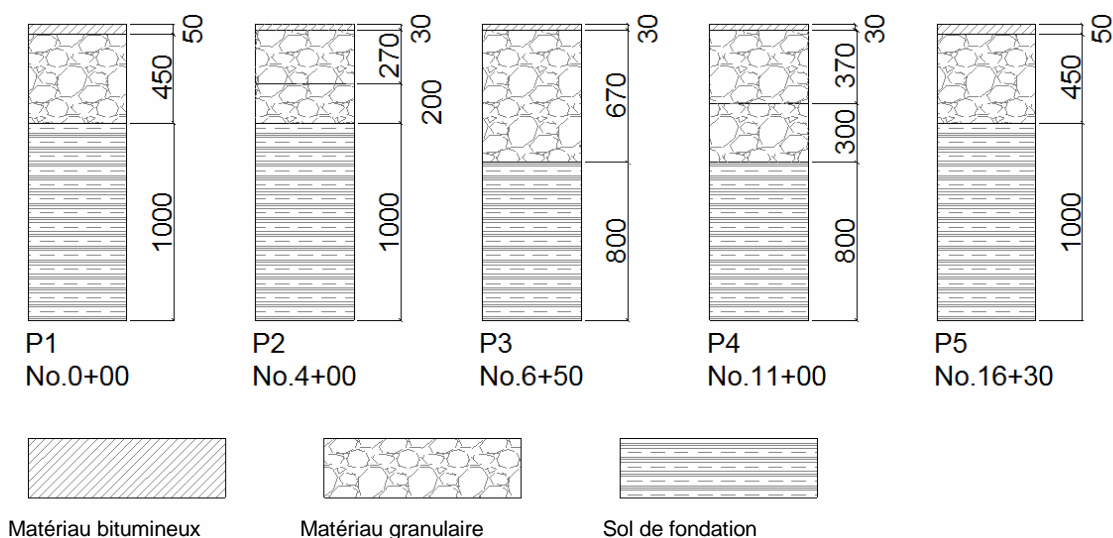 50
450
1000
30
270
200
1000
30
670
800
30
370
300
800
50
450
1000
P1
No.0+00
P2
No.4+00
P3
No.6+50
P4
No.11+00
P5
No.16+30
Matériau bitumineux
Matériau granulaire
Sol de fondation